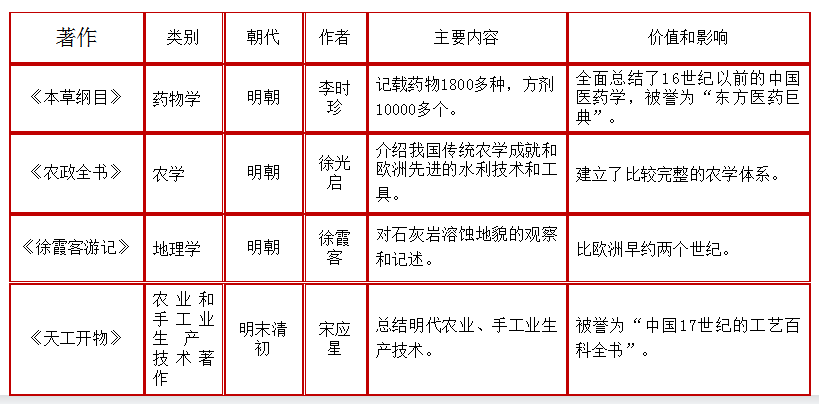 著作 类别 朝代 作者 主要内容 价值和影响
《本草纲目》 药物学 明朝
李时
珍
记载药物1800多种，方剂
10000多个。
全面总结了16世纪以前的中国
医药学，被誉为“东方医药巨
典”。
《农政全书》 农学 明朝
徐光
启
介绍我国传统农学成就和
欧洲先进的水利技术和工
具。
建立了比较完整的农学体系。
《徐霞客游记》 地理学 明朝
徐霞
客
对石灰岩溶蚀地貌的观察
和记述。
比欧洲早约两个世纪。
《天工开物》
农业和
手工业
生产
技术著
作
明末清
初
宋应
星
总结明代农业、手工业生
产技术。
被誉为“中国17世纪的工艺百
科全书”。